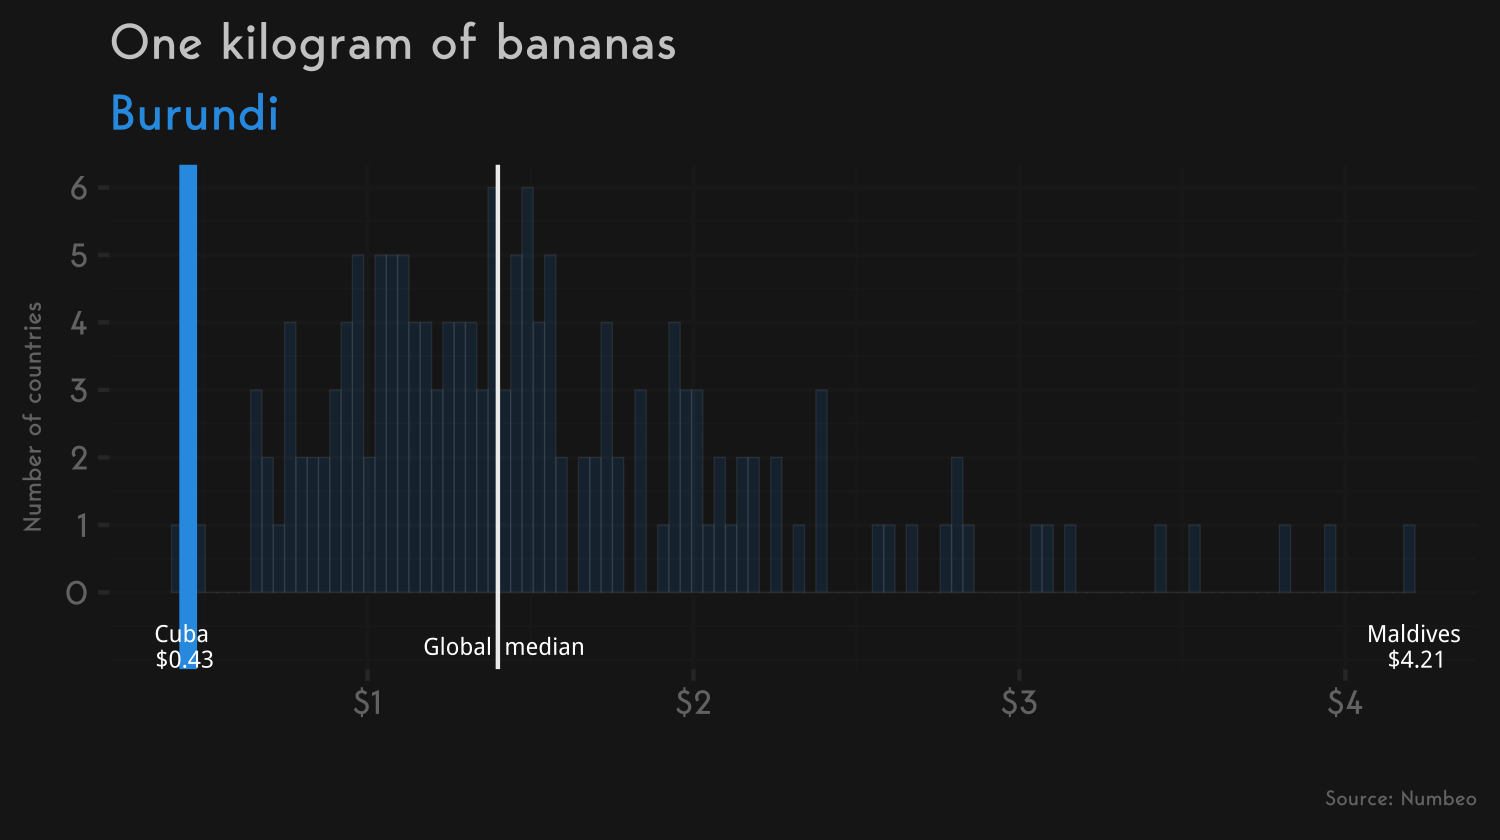 One kilogram of bananas
Burundi
Number of countries
6
5
4
3
2
1
0
Cuba
$0.43
Global median
Maldives
$4.21
$1 $2 $3 $4
Source: Numbeo